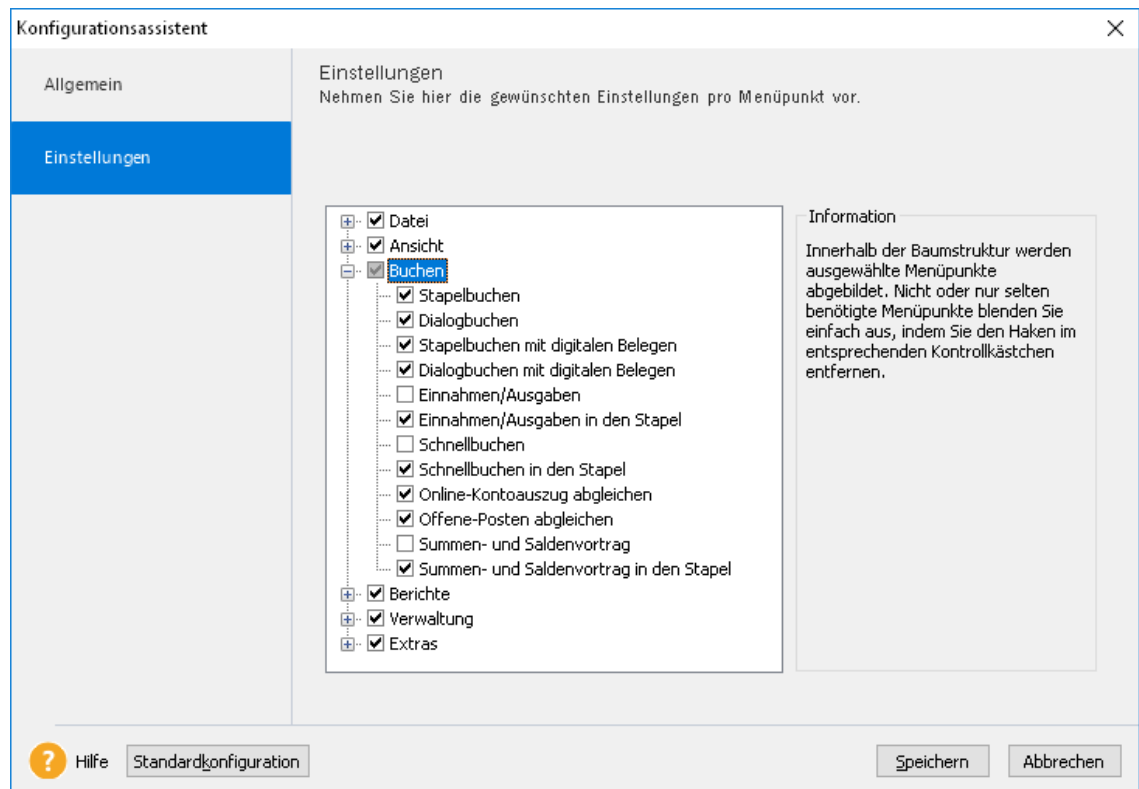 Konfigurationsassistent
Allgemein
Einstellungen
Einstellungen
Nehmen Sie hier die gewünschten Einstellungen pro Menüpunkt vor.
Datei
Ansicht
Buchen
Stapelbuchen
Dialogbuchen
Stapelbuchen mit digitalen Belegen
Dialogbuchen mit digitalen Belegen
Einnahmen/Ausgaben
Einnahmen/Ausgaben in den Stapel
Schnellbuchen
Schnellbuchen in den Stapel
Online-Kontoauszug abgleichen
Offene-Posten abgleichen
Summen- und Saldenvortrag
Summen- und Saldenvortrag in den Stapel
Berichte
Verwaltung
Extras
Information
Innerhalb der Baumstruktur werden
ausgewählte Menüpunkte
abgebildet. Nicht oder nur selten
benötigte Menüpunkte blenden Sie
einfach aus, indem Sie den Haken im
entsprechenden Kontrollkästchen
entfernen.
? Hilfe
Standardkonfiguration
Speichern
Abbrechen